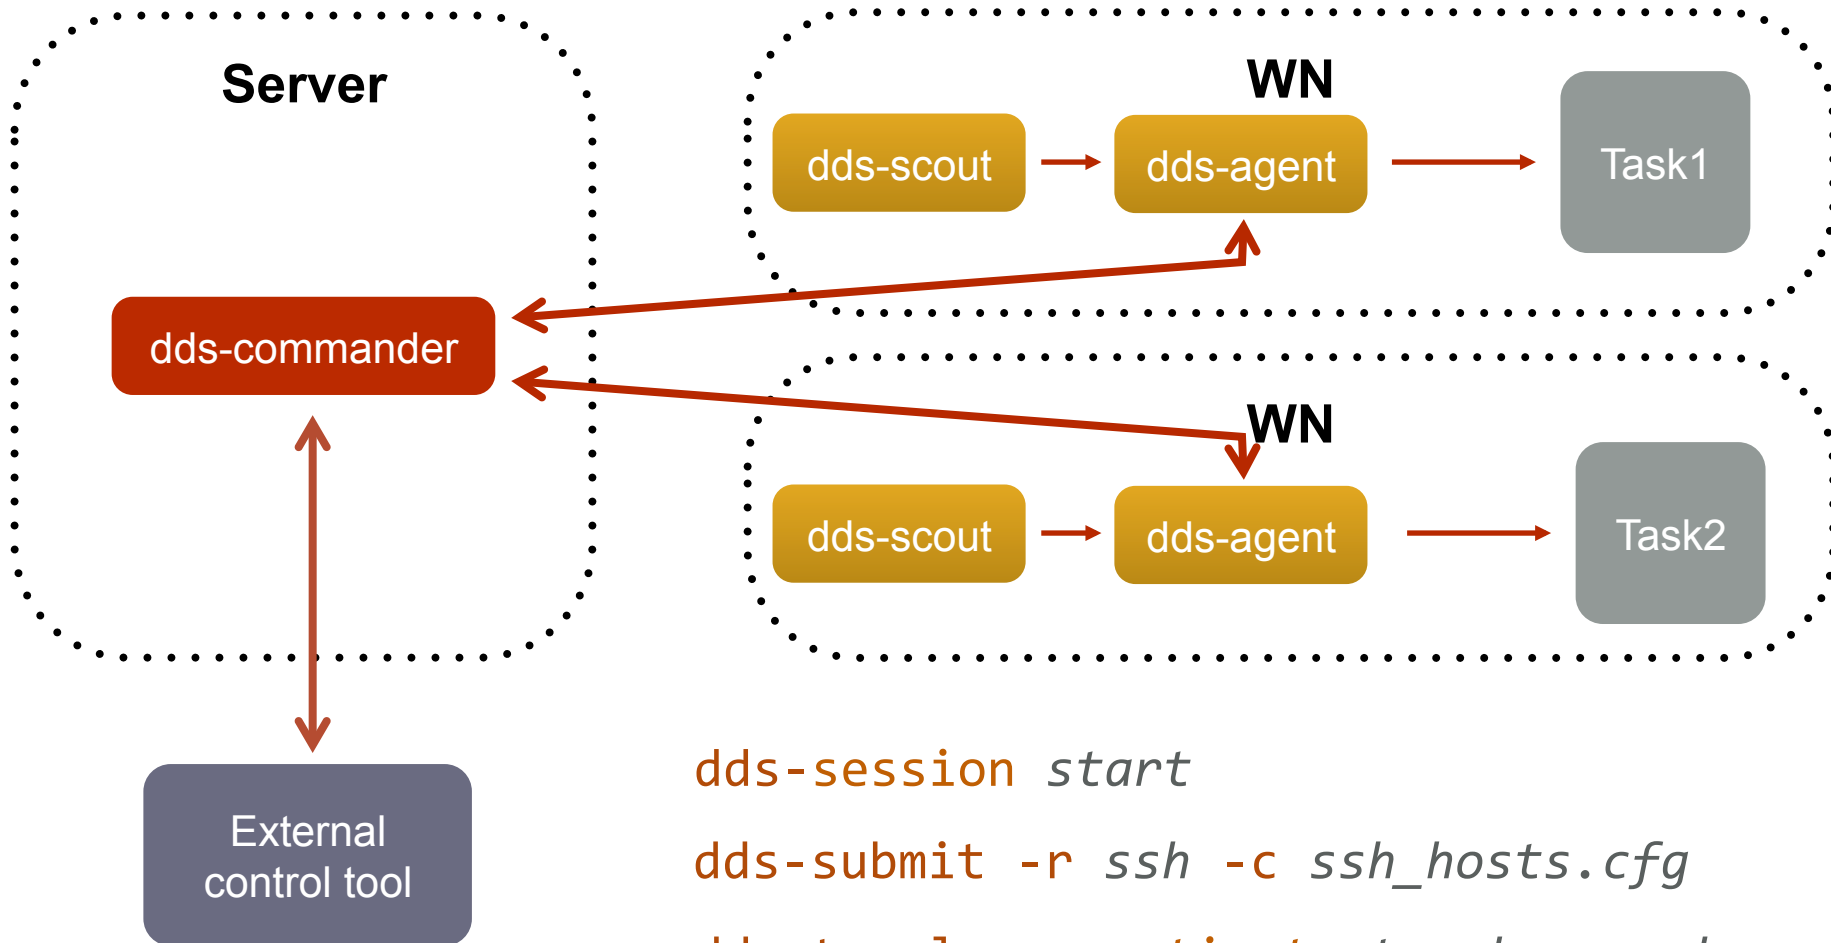 Server
dds-commander
External
control tool
WN
dds-scout
dds-agent
Task1
WN
dds-scout
dds-agent
Task2
dds-session start
dds-submit -r ssh -c ssh_hosts.cfg